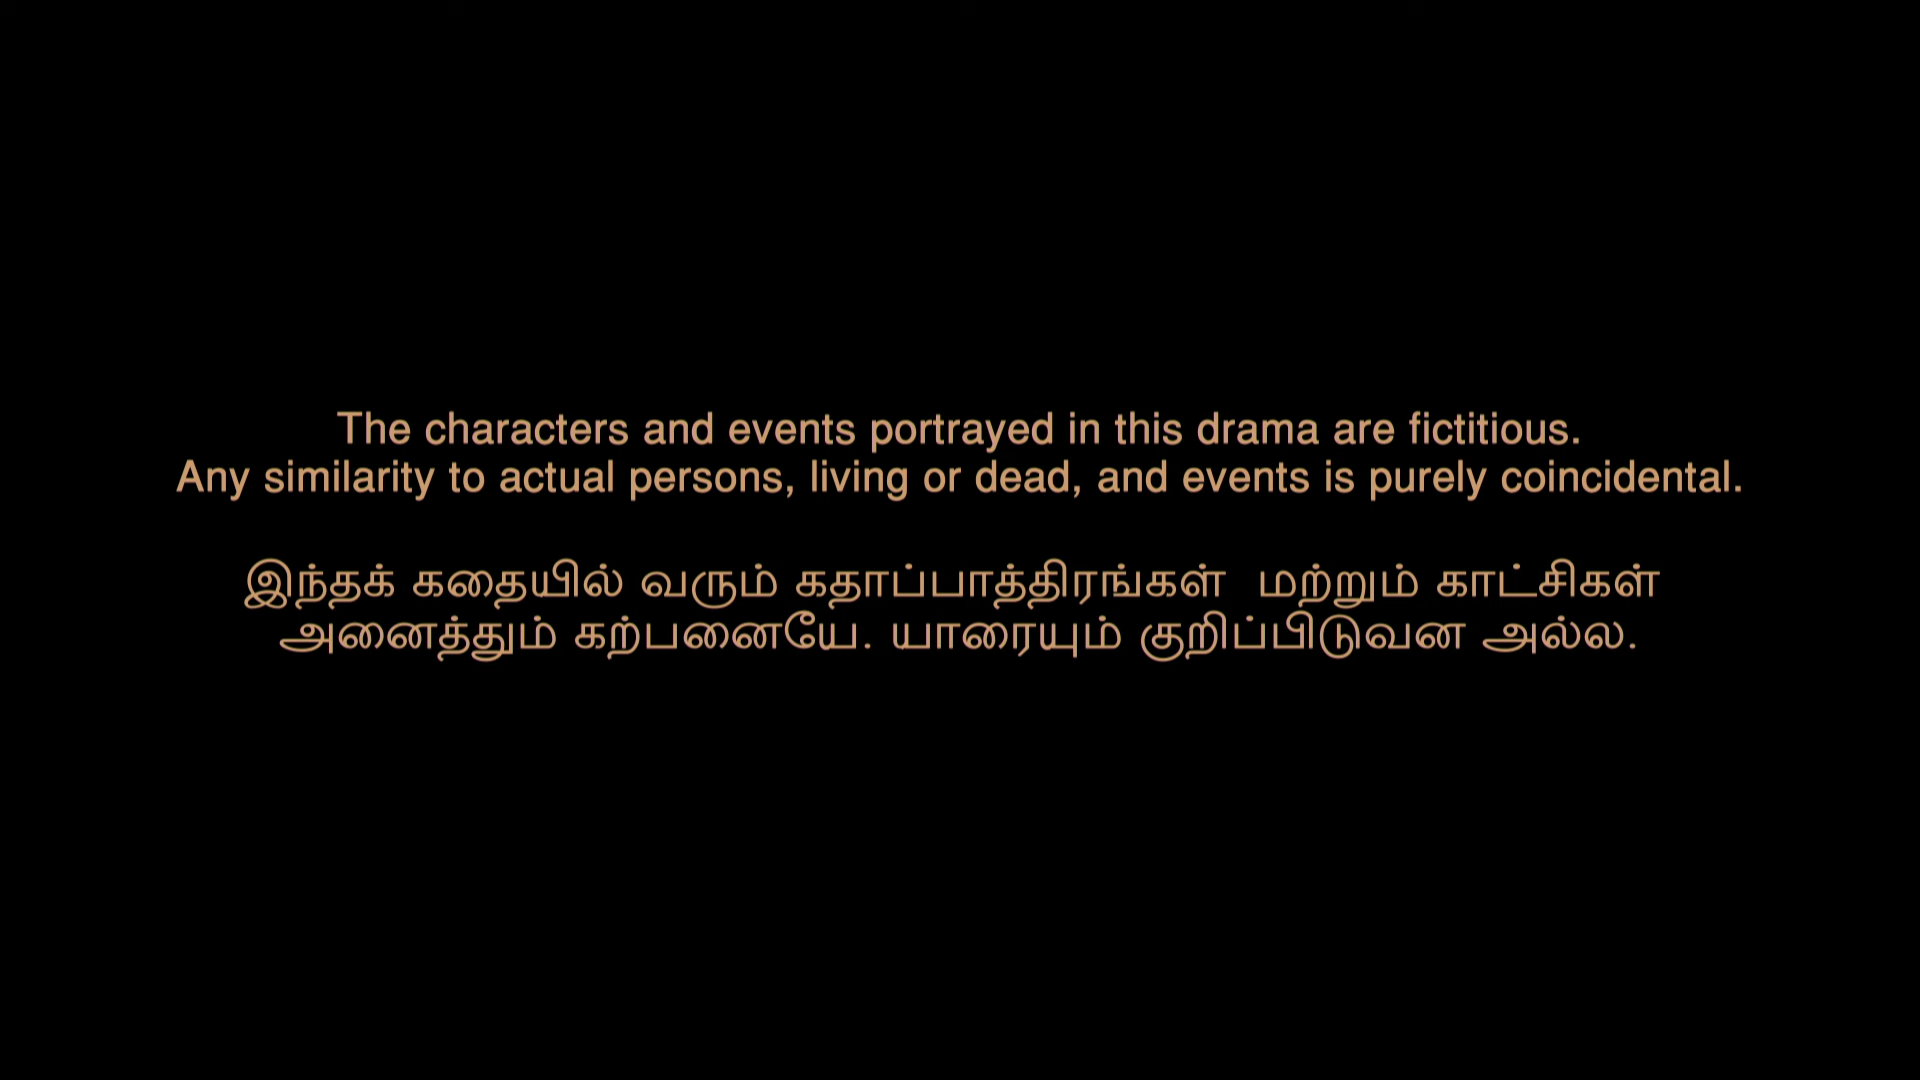 The characters and events portrayed in this drama are fictitious.
Any similarity to actual persons, living or dead, and events is purely coincidental.
இந்தக் கதையில் வரும் கதாப்பாத்திரங்கள் மற்றும் காட்சிகள்
அனைத்தும் கற்பனையே. யாரையும் குறிப்பிடுவன அல்ல.